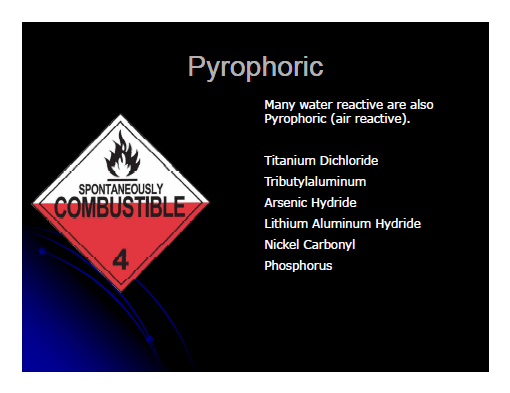 Pyrophoric
Many water reactive are also
Pyrophoric (air reactive).
Titanium Dichloride
Tributylaluminum
Arsenic Hydride
Lithium Aluminum Hydride
Nickel Carbonyl
Phosphorus
SPONTANEOUSLY
COMBUSTIBLE
4